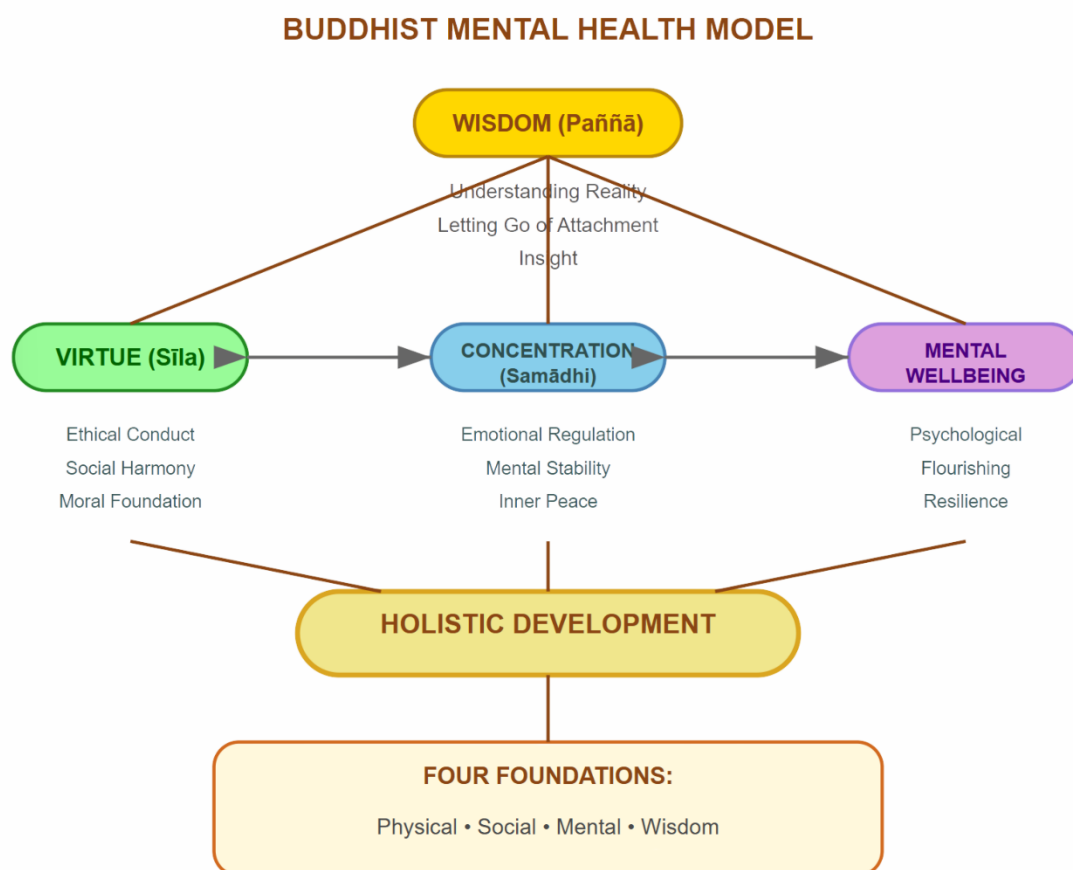 BUDDHIST MENTAL HEALTH MODEL
WISDOM (Paññā)
Understanding Reality
Letting Go of Attachment
Insight
VIRTUE (Sīla)
CONCENTRATION
(Samādhi)
MENTAL
WELLBEING
Ethical Conduct
Social Harmony
Moral Foundation
Emotional Regulation
Mental Stability
Inner Peace
Psychological
Flourishing
Resilience
HOLISTIC DEVELOPMENT
FOUR FOUNDATIONS:
Physical • Social • Mental • Wisdom